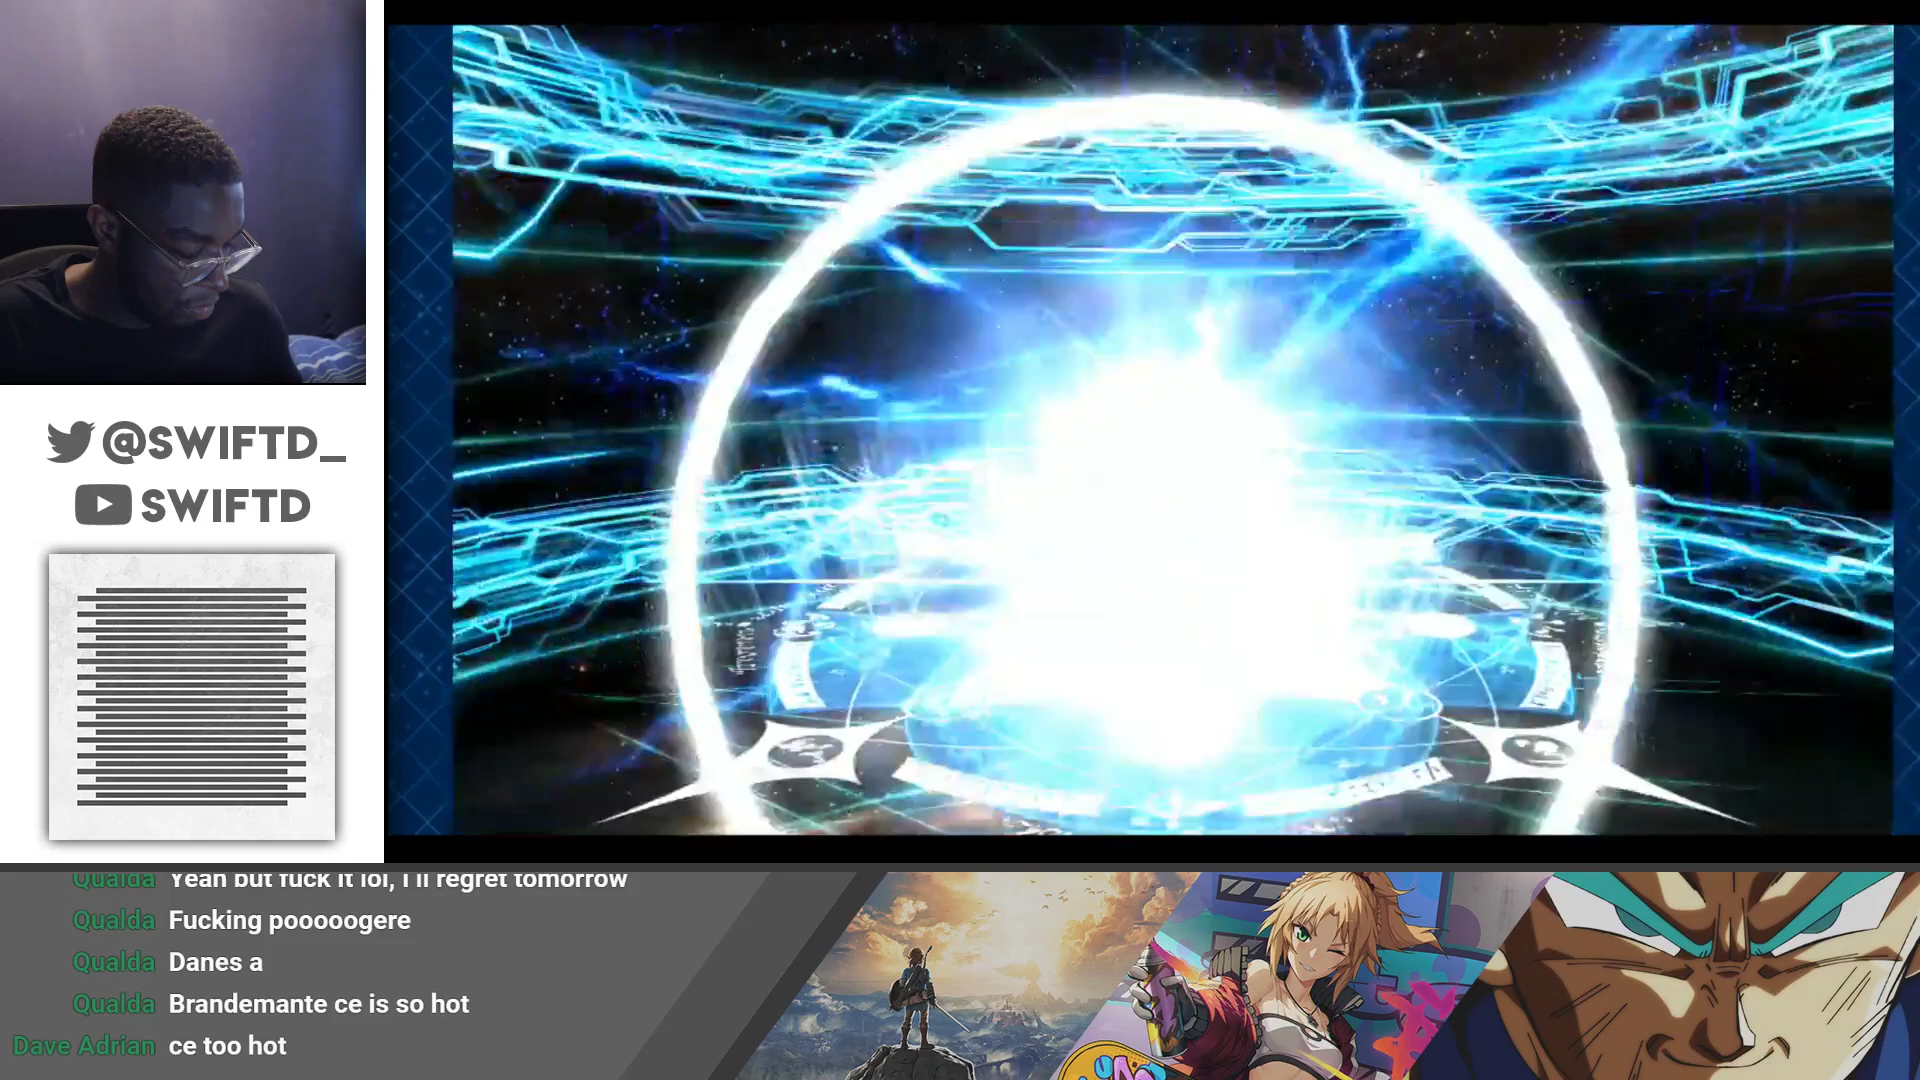 @SWIFTD_
SWIFTD
Qualda Yeah but fuck it lol, I'll regret tomorrow
Qualda Fucking pooooogere
Qualda Danes a
Qualda Brandemante ce is so hot
Dave Adrian ce too hot